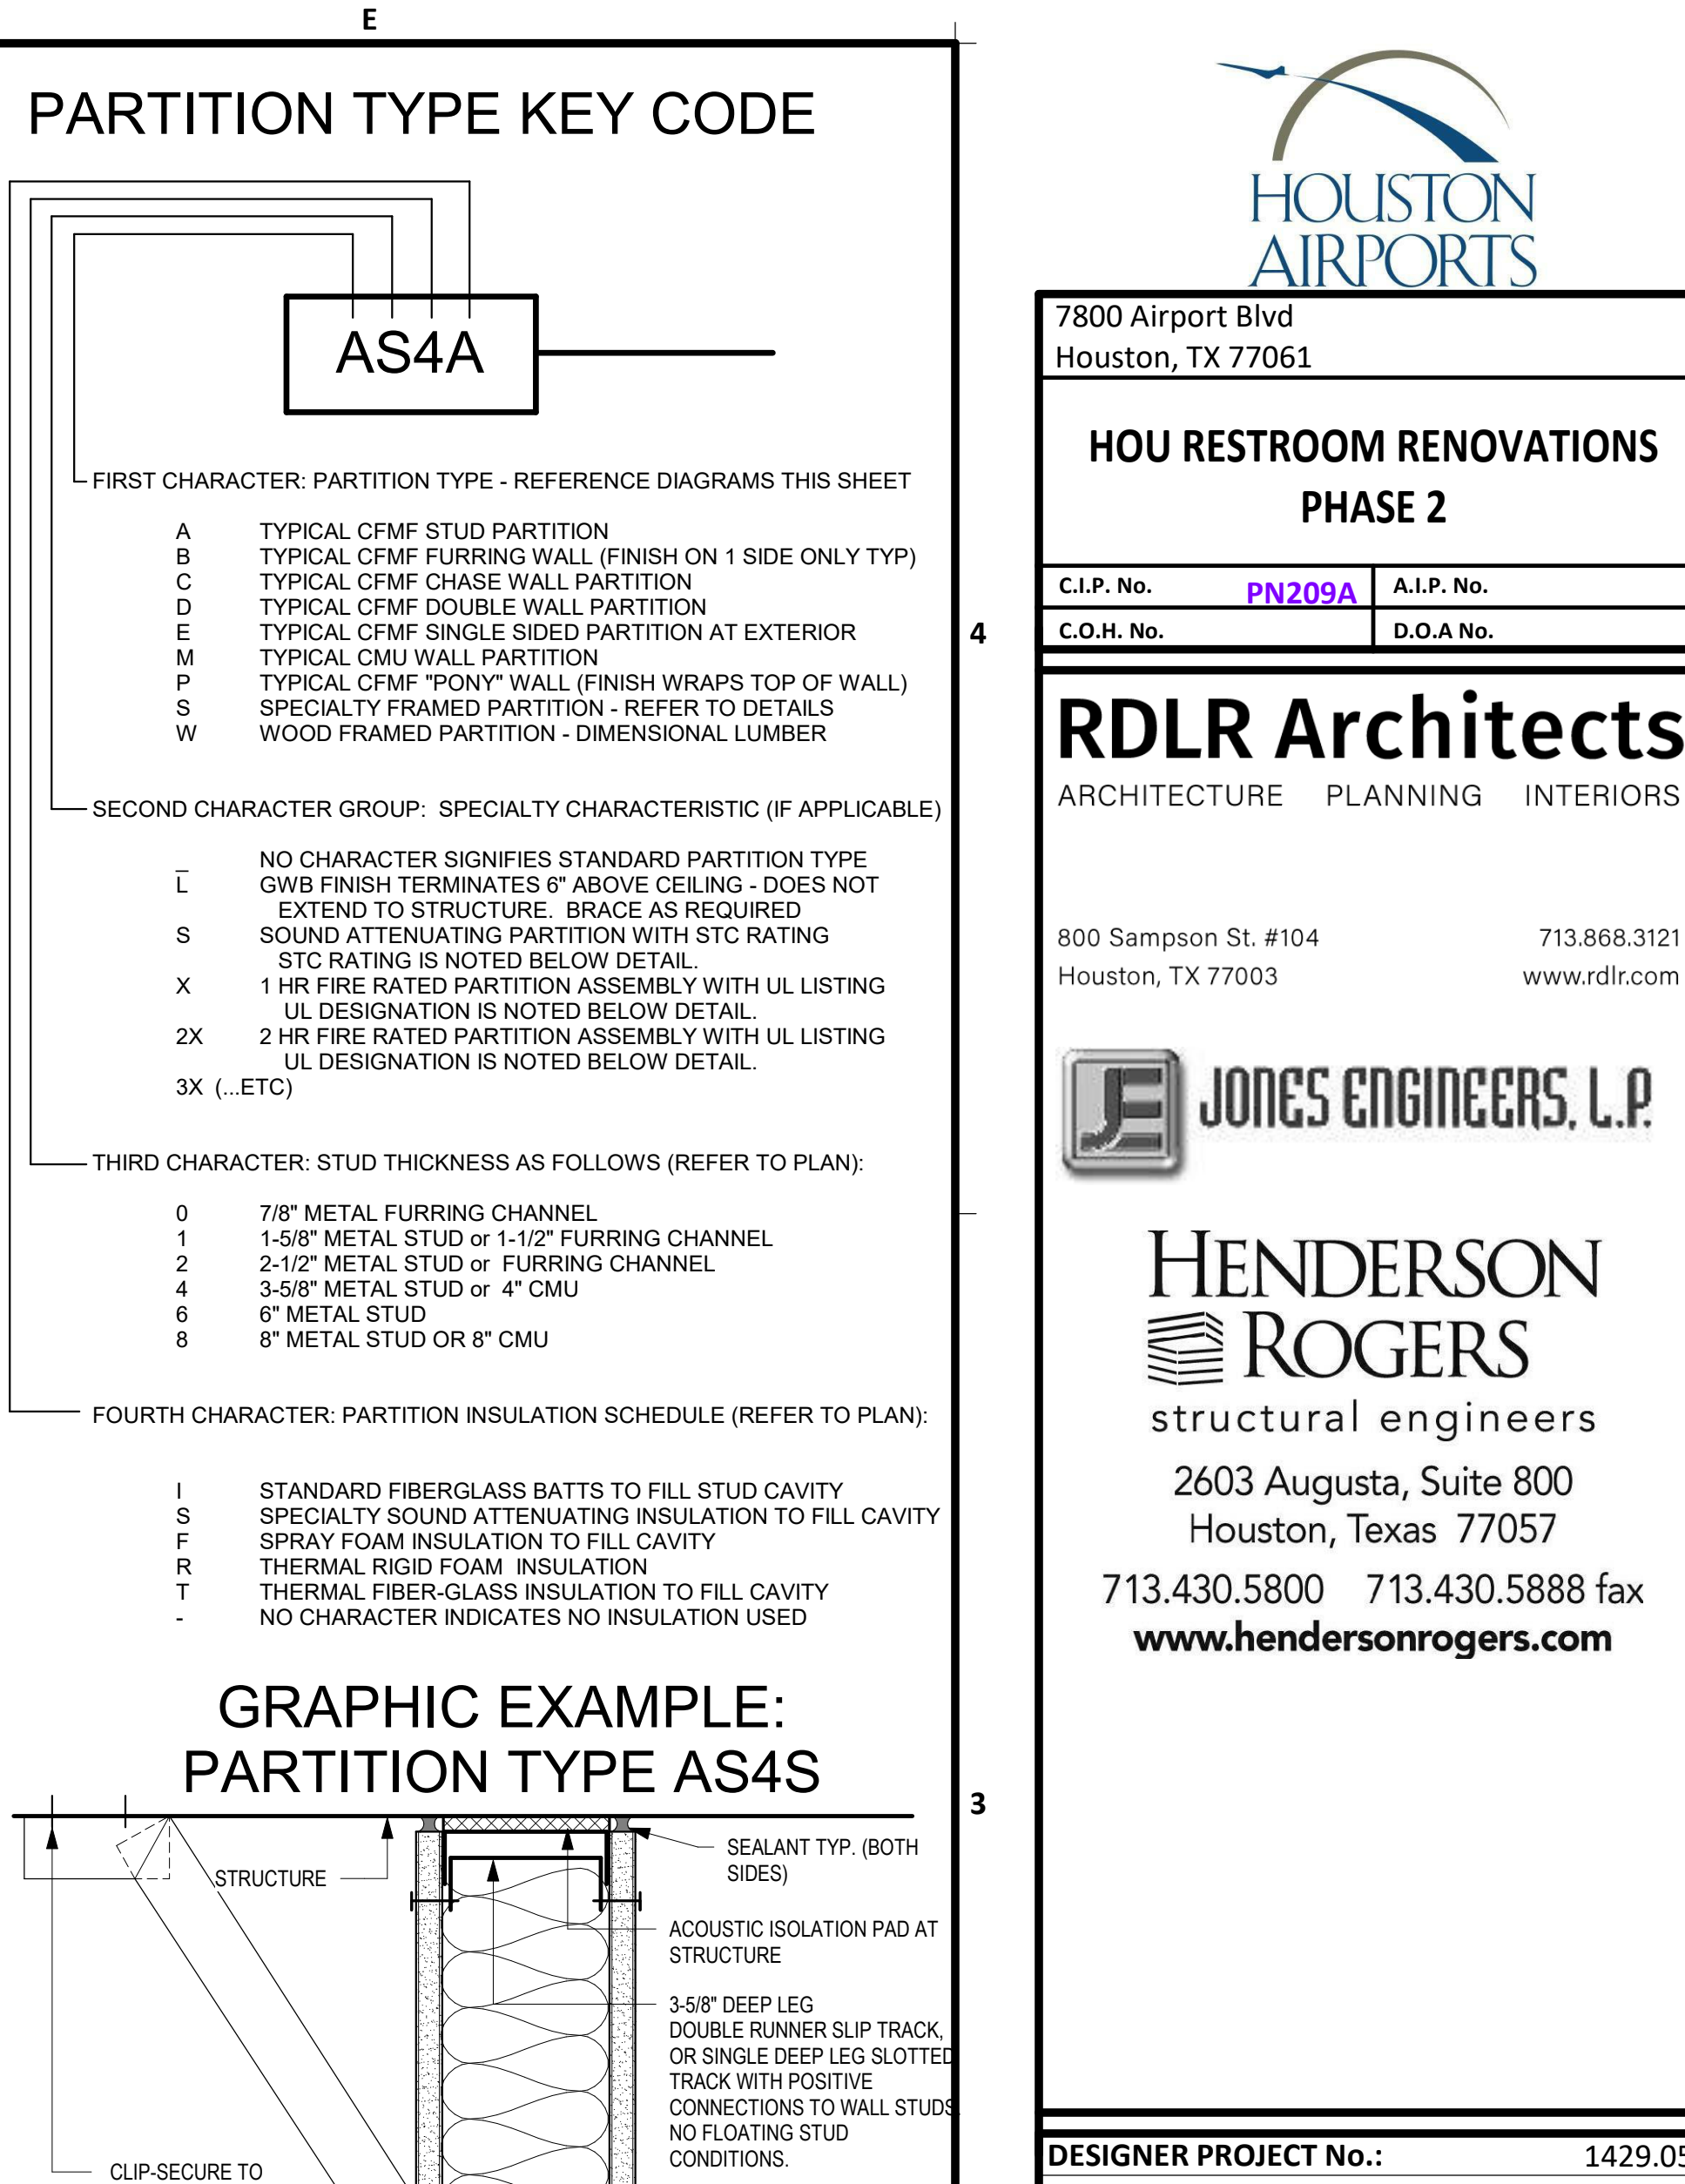 E
PARTITION TYPE KEY CODE
AS4A
FIRST CHARACTER: PARTITION TYPE - REFERENCE DIAGRAMS THIS SHEET
A TYPICAL CFMF STUD PARTITION
B TYPICAL CFMF FURRING WALL (FINISH ON 1 SIDE ONLY TYP)
C TYPICAL CFMF CHASE WALL PARTITION
D TYPICAL CFMF DOUBLE WALL PARTITION
E TYPICAL CFMF SINGLE SIDED PARTITION AT EXTERIOR
M TYPICAL CMU WALL PARTITION
P TYPICAL CFMF "PONY" WALL (FINISH WRAPS TOP OF WALL)
S SPECIALTY FRAMED PARTITION - REFER TO DETAILS
W WOOD FRAMED PARTITION - DIMENSIONAL LUMBER
SECOND CHARACTER GROUP: SPECIALTY CHARACTERISTIC (IF APPLICABLE)
_ NO CHARACTER SIGNIFIES STANDARD PARTITION TYPE
L GWB FINISH TERMINATES 6" ABOVE CEILING - DOES NOT
EXTEND TO STRUCTURE. BRACE AS REQUIRED
S SOUND ATTENUATING PARTITION WITH STC RATING
STC RATING IS NOTED BELOW DETAIL.
X 1 HR FIRE RATED PARTITION ASSEMBLY WITH UL LISTING
UL DESIGNATION IS NOTED BELOW DETAIL.
2X 2 HR FIRE RATED PARTITION ASSEMBLY WITH UL LISTING
UL DESIGNATION IS NOTED BELOW DETAIL.
3X (...ETC)
THIRD CHARACTER: STUD THICKNESS AS FOLLOWS (REFER TO PLAN):
0 7/8" METAL FURRING CHANNEL
1 1-5/8" METAL STUD or 1-1/2" FURRING CHANNEL
2 2-1/2" METAL STUD or FURRING CHANNEL
4 3-5/8" METAL STUD or 4" CMU
6 6" METAL STUD
8 8" METAL STUD OR 8" CMU
FOURTH CHARACTER: PARTITION INSULATION SCHEDULE (REFER TO PLAN):
I STANDARD FIBERGLASS BATTS TO FILL STUD CAVITY
S SPECIALTY SOUND ATTENUATING INSULATION TO FILL CAVITY
F SPRAY FOAM INSULATION TO FILL CAVITY
R THERMAL RIGID FOAM INSULATION
T THERMAL FIBER-GLASS INSULATION TO FILL CAVITY
- NO CHARACTER INDICATES NO INSULATION USED
GRAPHIC EXAMPLE:
PARTITION TYPE AS4S
STRUCTURE
CLIP-SECURE TO
SEALANT TYP. (BOTH
SIDES)
ACOUSTIC ISOLATION PAD AT
STRUCTURE
3-5/8" DEEP LEG
DOUBLE RUNNER SLIP TRACK,
OR SINGLE DEEP LEG SLOTTED
TRACK WITH POSITIVE
CONNECTIONS TO WALL STUDS.
NO FLOATING STUD
CONDITIONS.
4
3
HOUSTON
AIRPORTS
7800 Airport Blvd
Houston, TX 77061
HOU RESTROOM RENOVATIONS
PHASE 2
C.I.P. No. PN209A A.I.P. No.
C.O.H. No. D.O.A No.
RDLR Architects
ARCHITECTURE PLANNING INTERIORS
800 Sampson St. #104 713.868.3121
Houston, TX 77003 www.rdlr.com
JE JONES ENGINEERS, L.P.
HENDERSON
ROGERS
structural engineers
2603 Augusta, Suite 800
Houston, Texas 77057
713.430.5800 713.430.5888 fax
www.hendersonrogers.com
DESIGNER PROJECT No.: 1429.05